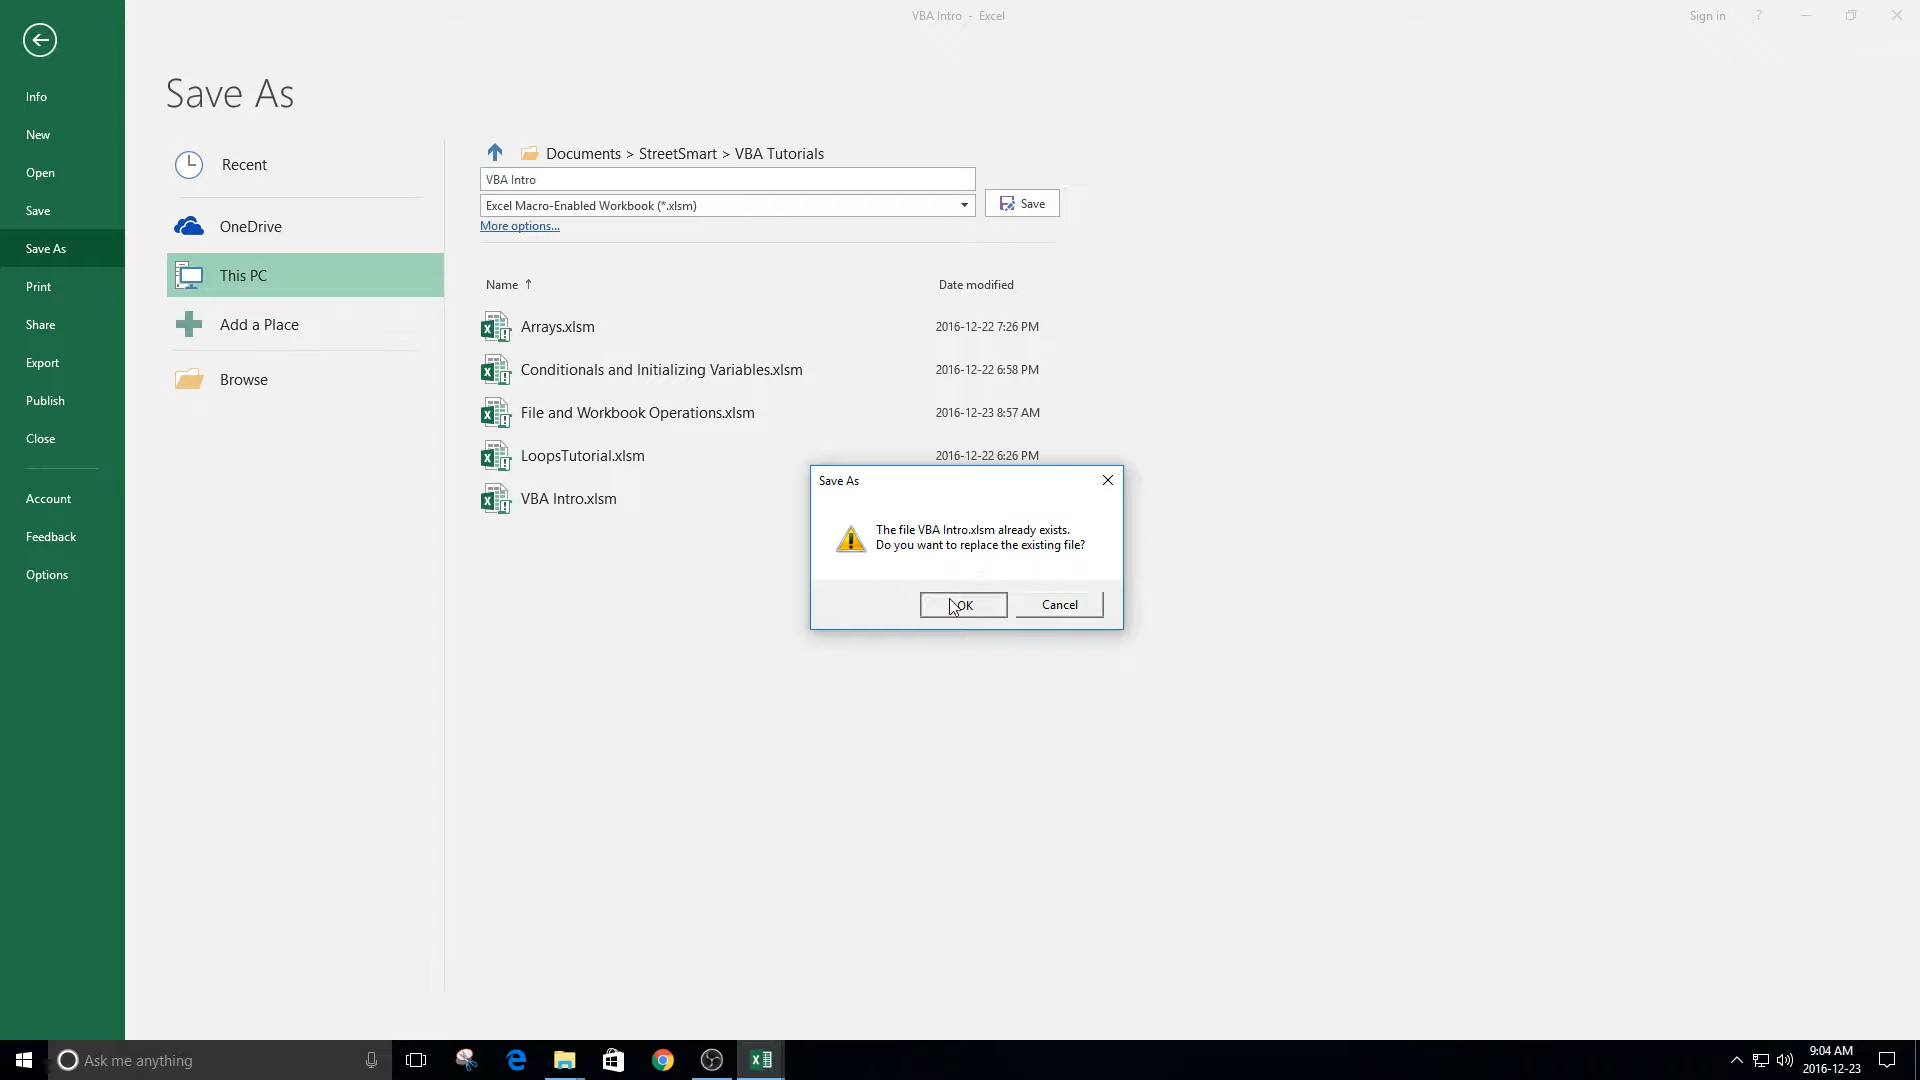 VBA Intro - Excel
Sign in
?
Info
New
Open
Save
Save As
Print
Share
Export
Publish
Close
Account
Feedback
Options
Save As
Recent
OneDrive
This PC
Add a Place
Browse
Documents > StreetSmart > VBA Tutorials
VBA Intro
Excel Macro-Enabled Workbook (*.xlsm)
Save
More options...
Name ↑ Date modified
Arrays.xlsm 2016-12-22 7:26 PM
Conditionals and Initializing Variables.xlsm 2016-12-22 6:58 PM
File and Workbook Operations.xlsm 2016-12-23 8:57 AM
LoopsTutorial.xlsm 2016-12-22 6:26 PM
VBA Intro.xlsm
Save As
The file VBA Intro.xlsm already exists.
Do you want to replace the existing file?
OK Cancel
Ask me anything
9:04 AM
2016-12-23